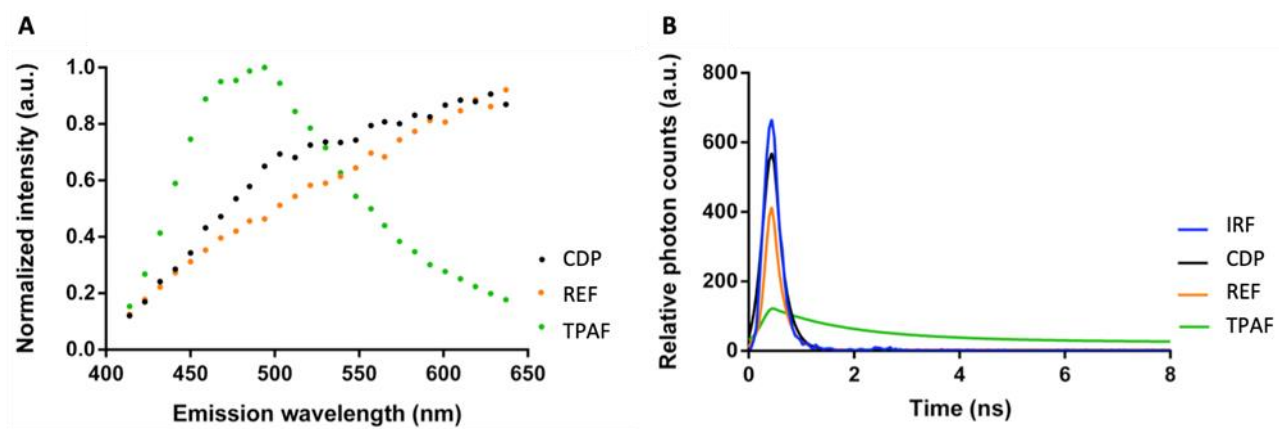 A
Normalized intensity (a.u.)
1.0
0.8
0.6
0.4
0.2
0.0
400 450 500 550 600 650
Emission wavelength (nm)
CDP
REF
TPAF
B
Relative photon counts (a.u.)
800
600
400
200
0
0 2 4 6 8
Time (ns)
IRF
CDP
REF
TPAF